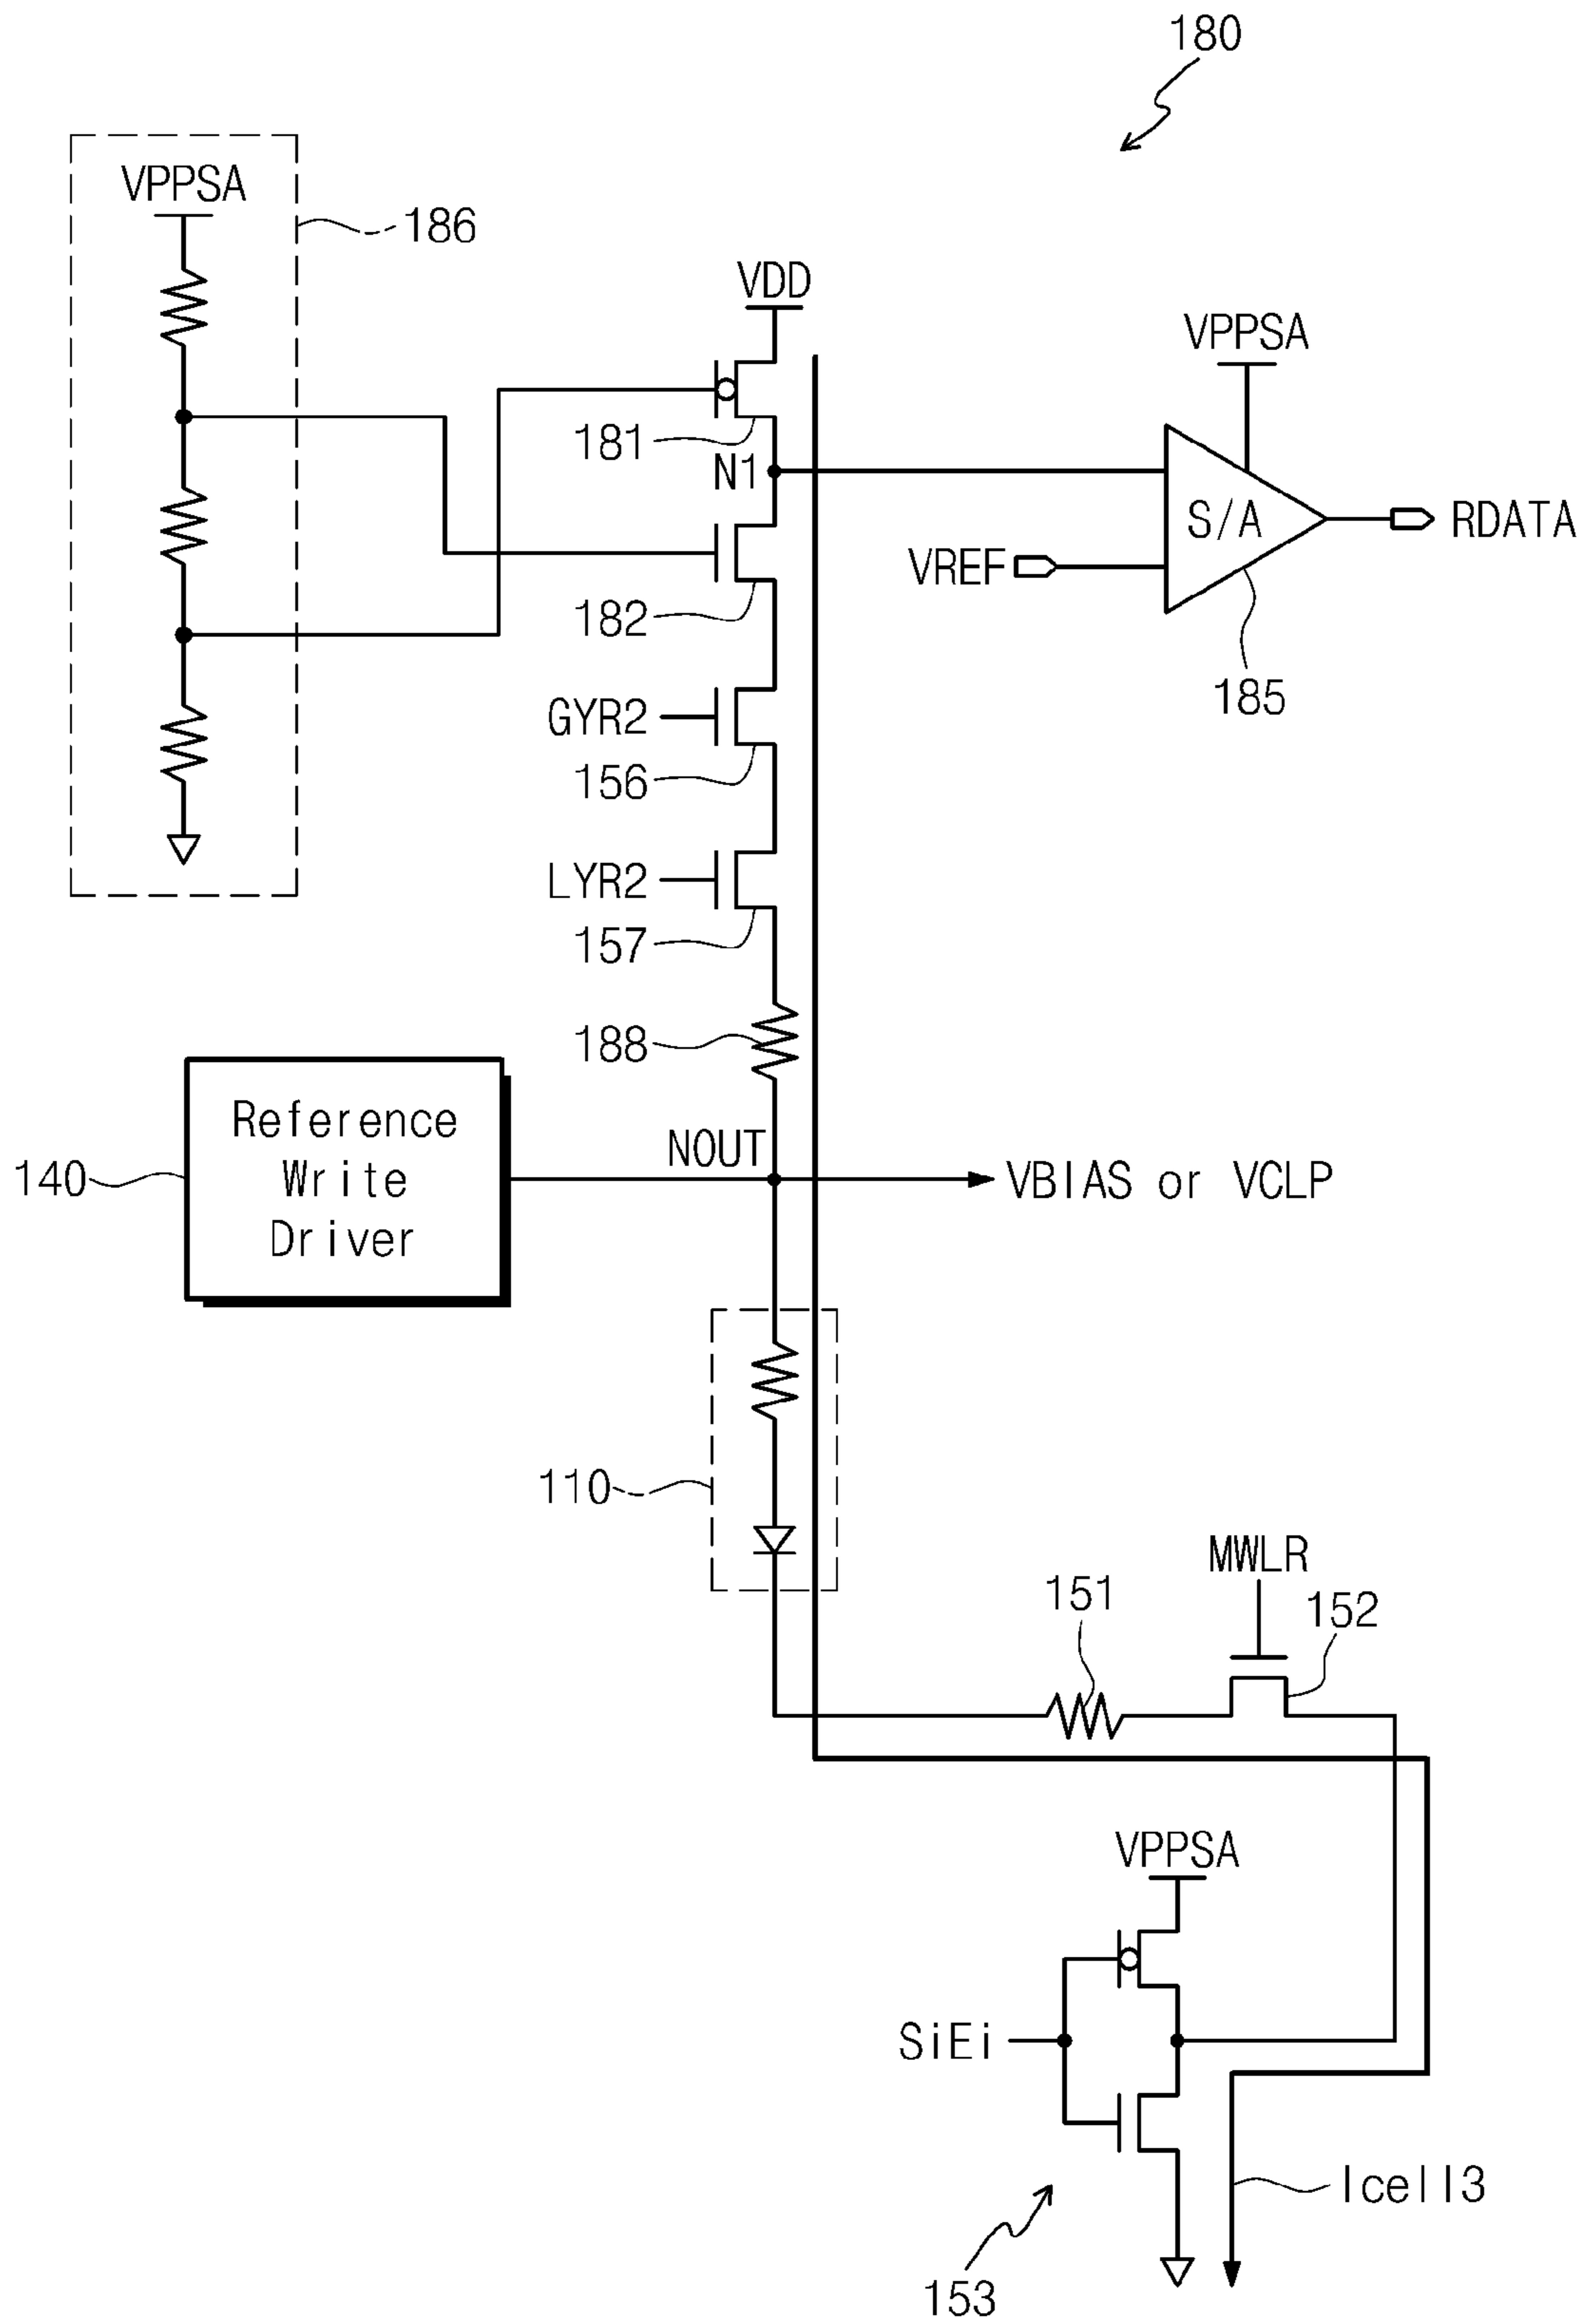 180
VPPSA
186
VDD
VPPSA
181
N1
S/A
RDATA
VREF
182
185
GYR2
156
LYR2
157
188
Reference
Write
Driver
140
NOUT
VBIAS or VCLP
110
MWLR
151
152
VPPSA
SiEi
Icell3
153